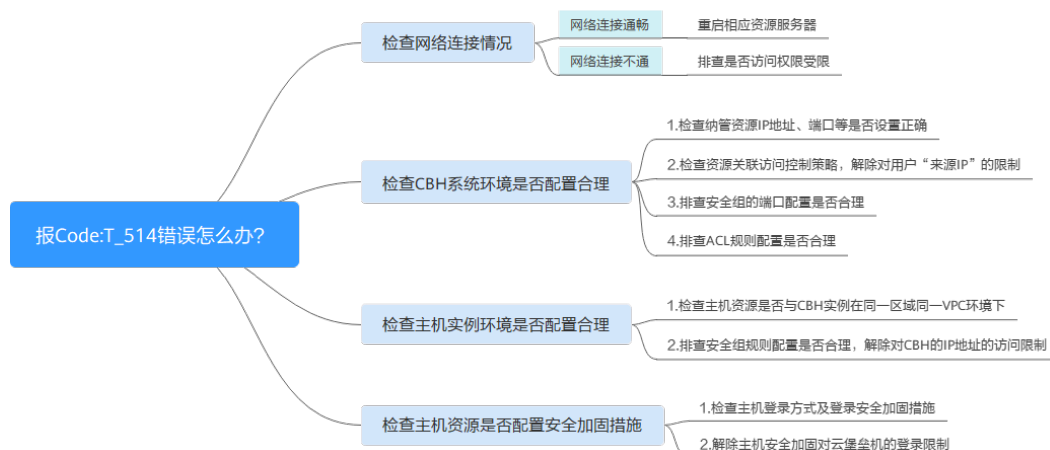 报Code:T_514错误怎么办?
检查网络连接情况
网络连接通畅
重启相应资源服务器
网络连接不通
排查是否访问权限受限
检查CBH系统环境是否配置合理
1.检查纳管资源IP地址、端口等是否设置正确
2.检查资源关联访问控制策略，解除对用户“来源IP”的限制
3.排查安全组的端口配置是否合理
4.排查ACL规则配置是否合理
检查主机实例环境是否配置合理
1.检查主机资源是否与CBH实例在同一区域同一VPC环境下
2.排查安全组规则配置是否合理，解除对CBH的IP地址的访问限制
检查主机资源是否配置安全加固措施
1.检查主机登录方式及登录安全加固措施
2.解除主机安全加固对云堡垒机的登录限制